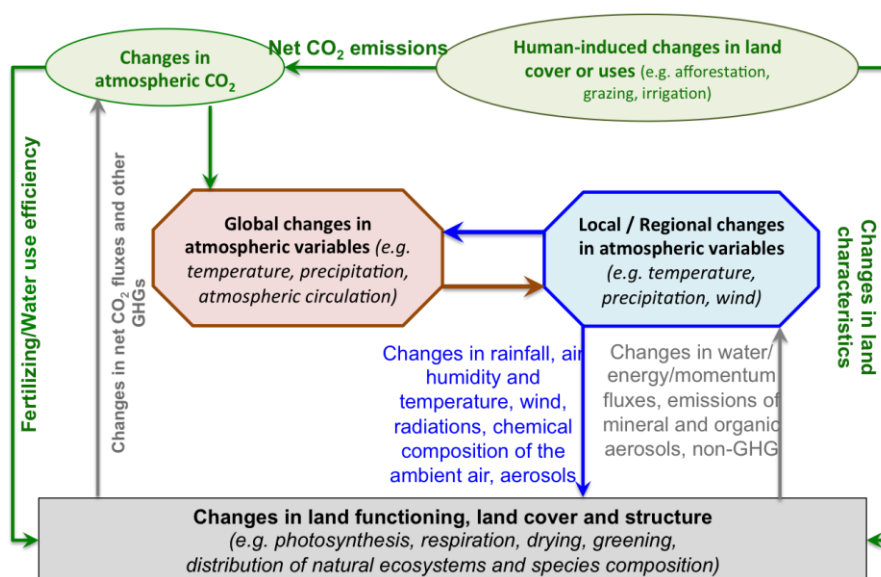 Changes in
atmospheric CO₂
Net CO₂ emissions
Human-induced changes in land
cover or uses (e.g. afforestation,
grazing, irrigation)
Fertilizing/Water use efficiency
Changes in net CO₂ fluxes and other
GHGs
Global changes in
atmospheric variables (e.g.
temperature, precipitation,
atmospheric circulation)
Local / Regional changes
in atmospheric variables
(e.g. temperature,
precipitation, wind)
Changes in land
characteristics
Changes in rainfall, air
humidity and
temperature, wind,
radiations, chemical
composition of the
ambient air, aerosols
Changes in water/
energy/momentum
fluxes, emissions of
mineral and organic
aerosols, non-GHG
Changes in land functioning, land cover and structure
(e.g. photosynthesis, respiration, drying, greening,
distribution of natural ecosystems and species composition)